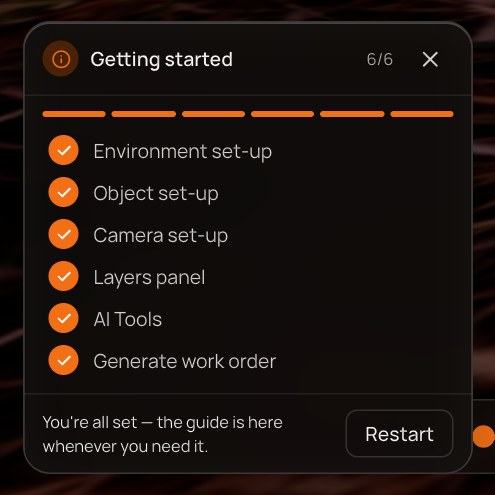 Getting started
6/6
Environment set-up
Object set-up
Camera set-up
Layers panel
AI Tools
Generate work order
You're all set — the guide is here
whenever you need it.
Restart